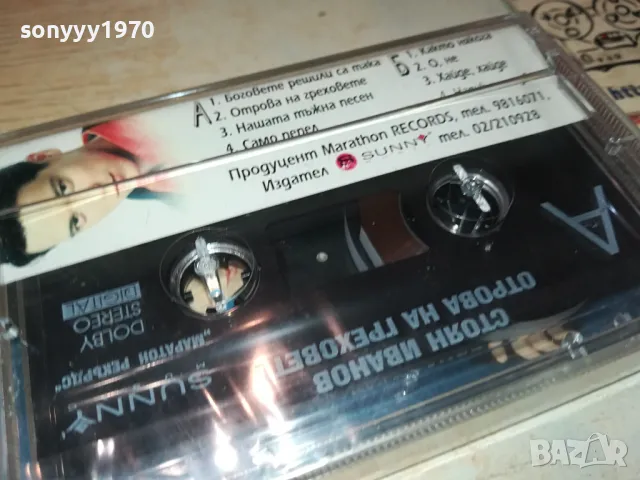 sonyyy1970
А
1. Боговете решили са така
2. Отрова на греховете
3. Нашата тъжна песен
4. Само
Б
1. Както никога
2. О, не
3. Хайде, хайде
Продуцент Marathon RECORDS, тел. 9816071,
Издател SUNNY тел. 02/210928
A
СТОЯН ИВАНОВ
ОТРОВА НА ГРЕХОВЕТЕ
DOLBY
STEREO
DIGITAL
"МАРАТОН РЕКЪРДС"
SUNNY
BAZAR
bg